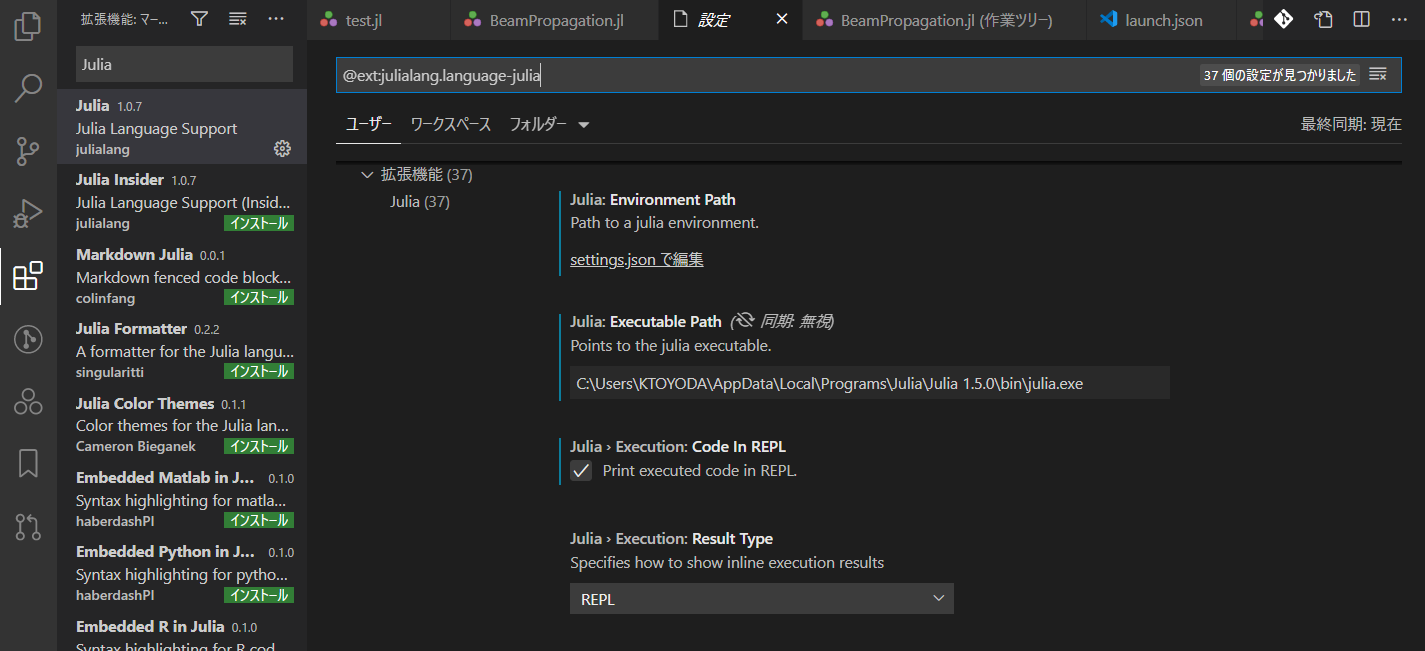 拡張機能: マー...
Julia
Julia 1.0.7
Julia Language Support
julialang
Julia Insider 1.0.7
Julia Language Support (Insid...
julialang インストール
Markdown Julia 0.0.1
Markdown fenced code block...
colinfang インストール
Julia Formatter 0.2.2
A formatter for the Julia langu...
singularitti インストール
Julia Color Themes 0.1.1
Color themes for the Julia lan...
Cameron Bieganek インストール
Embedded Matlab in J... 0.1.0
Syntax highlighting for matla...
haberdashPI インストール
Embedded Python in J... 0.1.0
Syntax highlighting for pytho...
haberdashPI インストール
Embedded R in Julia 0.1.0
Syntax highlighting for R cod
test.jl BeamPropagation.jl 設定 BeamPropagation.jl (作業ツリー) launch.json
@ext:julialang.language-julia 37 個の設定が見つかりました
ユーザー ワークスペース フォルダー 最終同期: 現在
拡張機能 (37)
Julia (37)
Julia: Environment Path
Path to a julia environment.
settings.json で編集
Julia: Executable Path (同期: 無視)
Points to the julia executable.
C:\Users\KTOYODA\AppData\Local\Programs\Julia\Julia 1.5.0\bin\julia.exe
Julia › Execution: Code In REPL
Print executed code in REPL.
Julia › Execution: Result Type
Specifies how to show inline execution results
REPL